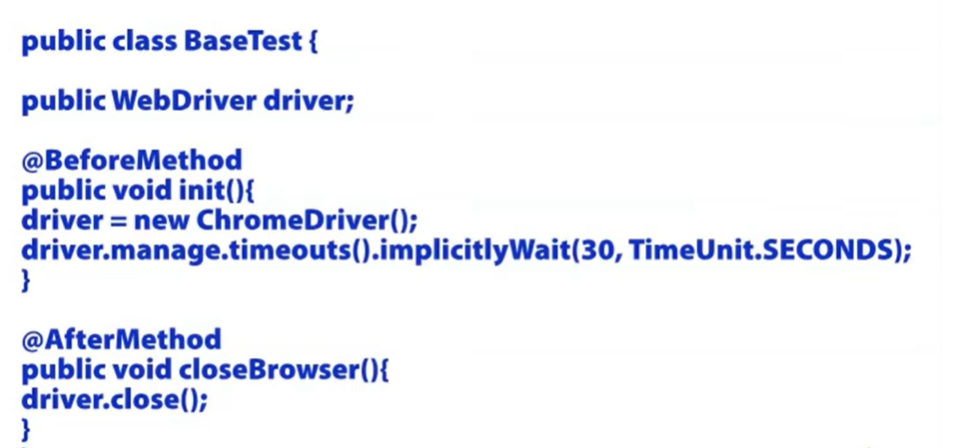 public class BaseTest {
public WebDriver driver;
@BeforeMethod
public void init(){
driver = new ChromeDriver();
driver.manage.timeouts().implicitlyWait(30, TimeUnit.SECONDS);
}
@AfterMethod
public void closeBrowser(){
driver.close();
}